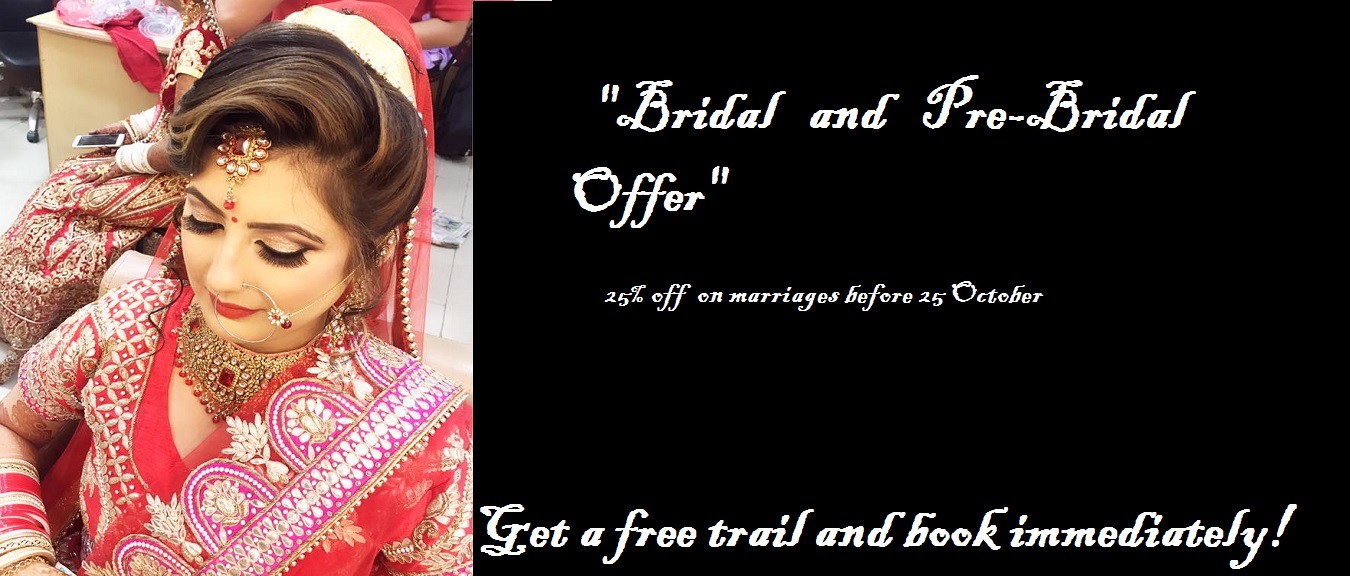 "Bridal and Pre-Bridal
Offer"
25% off on marriages before 25 October
Get a free trail and book immediately!